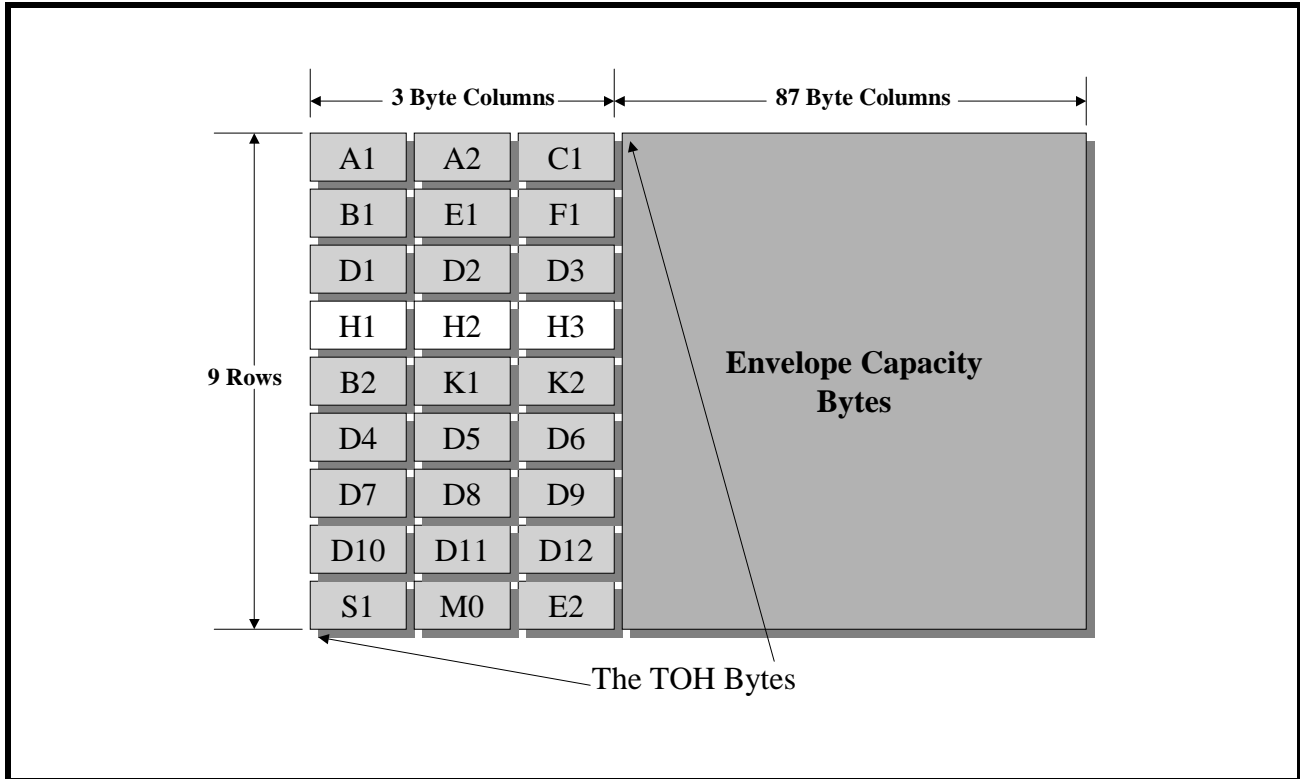 3 Byte Columns
87 Byte Columns
A1 A2 C1
B1 E1 F1
D1 D2 D3
H1 H2 H3
9 Rows
B2 K1 K2
D4 D5 D6
D7 D8 D9
D10 D11 D12
S1 M0 E2
Envelope Capacity
Bytes
The TOH Bytes